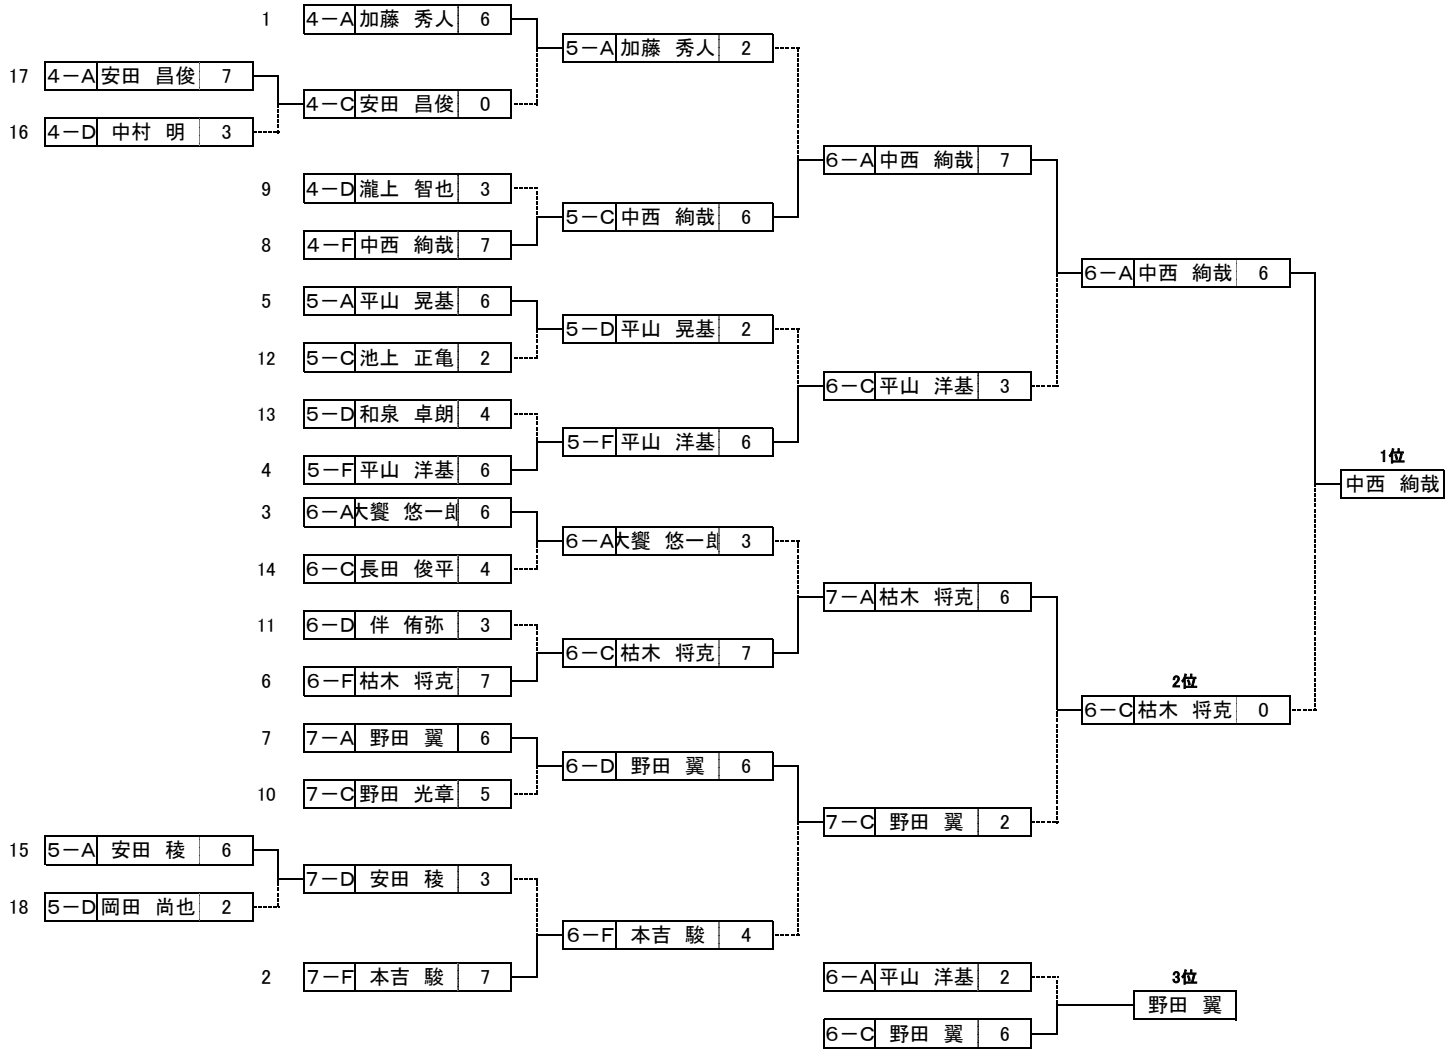 1 4－A 加藤　秀人 6
5－A 加藤　秀人 2
17 4－A 安田　昌俊 7
4－C 安田　昌俊 0
16 4－D 中村　明 3
6－A 中西　絢哉 7
9 4－D 瀧上　智也 3
5－C 中西　絢哉 6
8 4－F 中西　絢哉 7
6－A 中西　絢哉 6
5 5－A 平山　晃基 6
5－D 平山　晃基 2
12 5－C 池上　正亀 2
6－C 平山　洋基 3
13 5－D 和泉　卓朗 4
5－F 平山　洋基 6
1位
4 5－F 平山　洋基 6
中西　絢哉
3 6－A 大饗　悠一郎 6
6－A 大饗　悠一郎 3
14 6－C 長田　俊平 4
7－A 枯木　将克 6
11 6－D 伴　侑弥 3
6－C 枯木　将克 7
6 6－F 枯木　将克 7
2位
6－C 枯木　将克 0
7 7－A 野田　翼 6
6－D 野田　翼 6
10 7－C 野田　光章 5
7－C 野田　翼 2
15 5－A 安田　稜 6
7－D 安田　稜 3
18 5－D 岡田　尚也 2
6－F 本吉　駿 4
2 7－F 本吉　駿 7
6－A 平山　洋基 2
3位
野田　翼
6－C 野田　翼 6